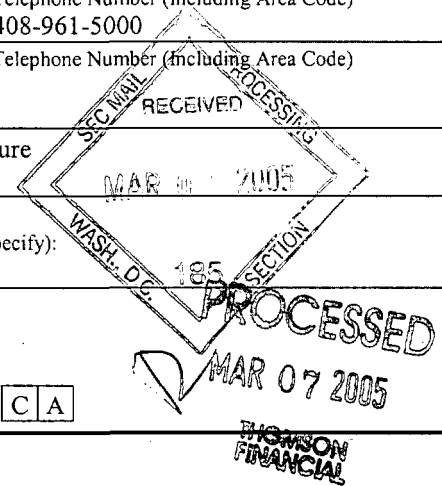 Telephone Number (Including Area Code)
408-961-5000
Telephone Number (Including Area Code)
SEC MAIL PROCESSING
RECEIVED
ure
MAR 2005
pecify):
WASH., D.C. 185 SECTION
PROCESSED
MAR 07 2005
C A
THOMSON
FINANCIAL